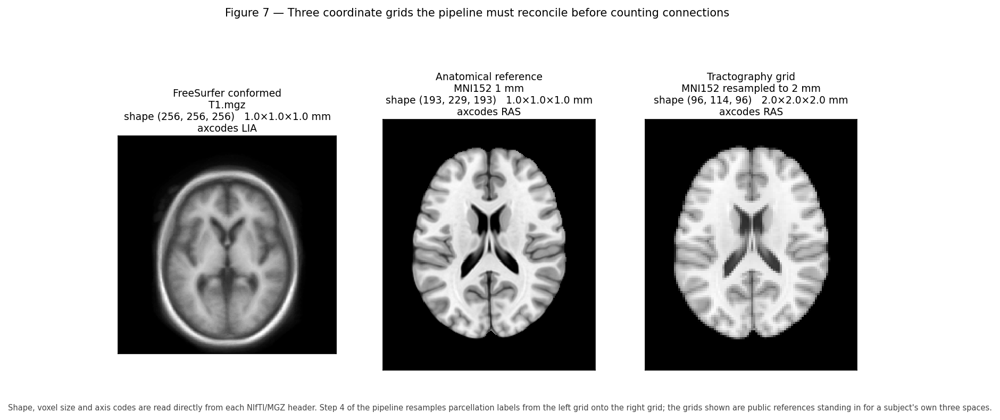 Figure 7 — Three coordinate grids the pipeline must reconcile before counting connections
FreeSurfer conformed
T1.mgz
shape (256, 256, 256)   1.0×1.0×1.0 mm
axcodes LIA
Anatomical reference
MNI152 1 mm
shape (193, 229, 193)   1.0×1.0×1.0 mm
axcodes RAS
Tractography grid
MNI152 resampled to 2 mm
shape (96, 114, 96)   2.0×2.0×2.0 mm
axcodes RAS
Shape, voxel size and axis codes are read directly from each NIfTI/MGZ header. Step 4 of the pipeline resamples parcellation labels from the left grid onto the right grid; the grids shown are public references standing in for a subject's own three spaces.